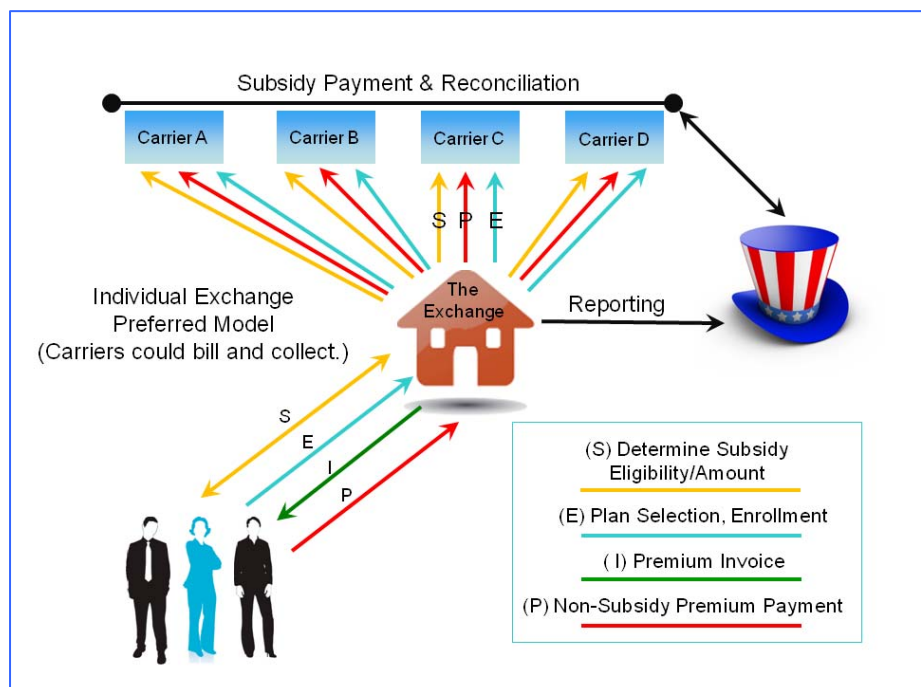 Subsidy Payment & Reconciliation
Carrier A
Carrier B
Carrier C
Carrier D
S P E
The
Exchange
Individual Exchange
Preferred Model
(Carriers could bill and collect.)
Reporting
S
E
I
P
(S) Determine Subsidy
Eligibility/Amount
(E) Plan Selection, Enrollment
( I ) Premium Invoice
(P) Non-Subsidy Premium Payment